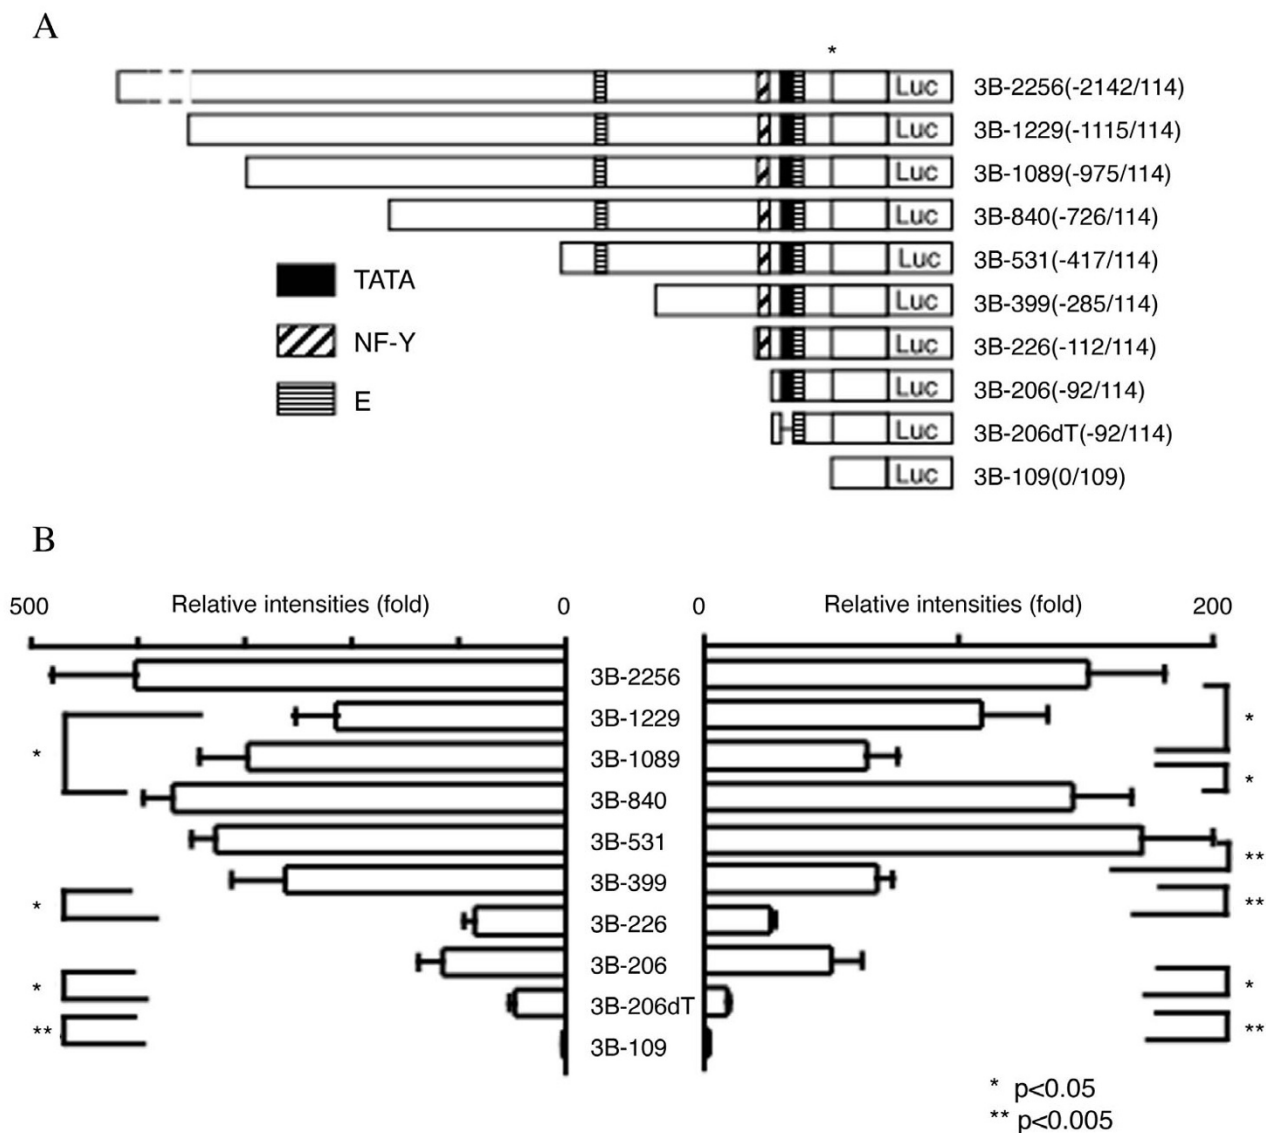 A
*
Luc 3B-2256(-2142/114)
Luc 3B-1229(-1115/114)
Luc 3B-1089(-975/114)
Luc 3B-840(-726/114)
Luc 3B-531(-417/114)
TATA
Luc 3B-399(-285/114)
NF-Y
Luc 3B-226(-112/114)
Luc 3B-206(-92/114)
E
Luc 3B-206dT(-92/114)
Luc 3B-109(0/109)
B
500 Relative intensities (fold) 0 0 Relative intensities (fold) 200
3B-2256
3B-1229 *
* 3B-1089
3B-840 *
3B-531
3B-399 **
* 3B-226 **
3B-206
* 3B-206dT *
** 3B-109 **
* p<0.05
** p<0.005